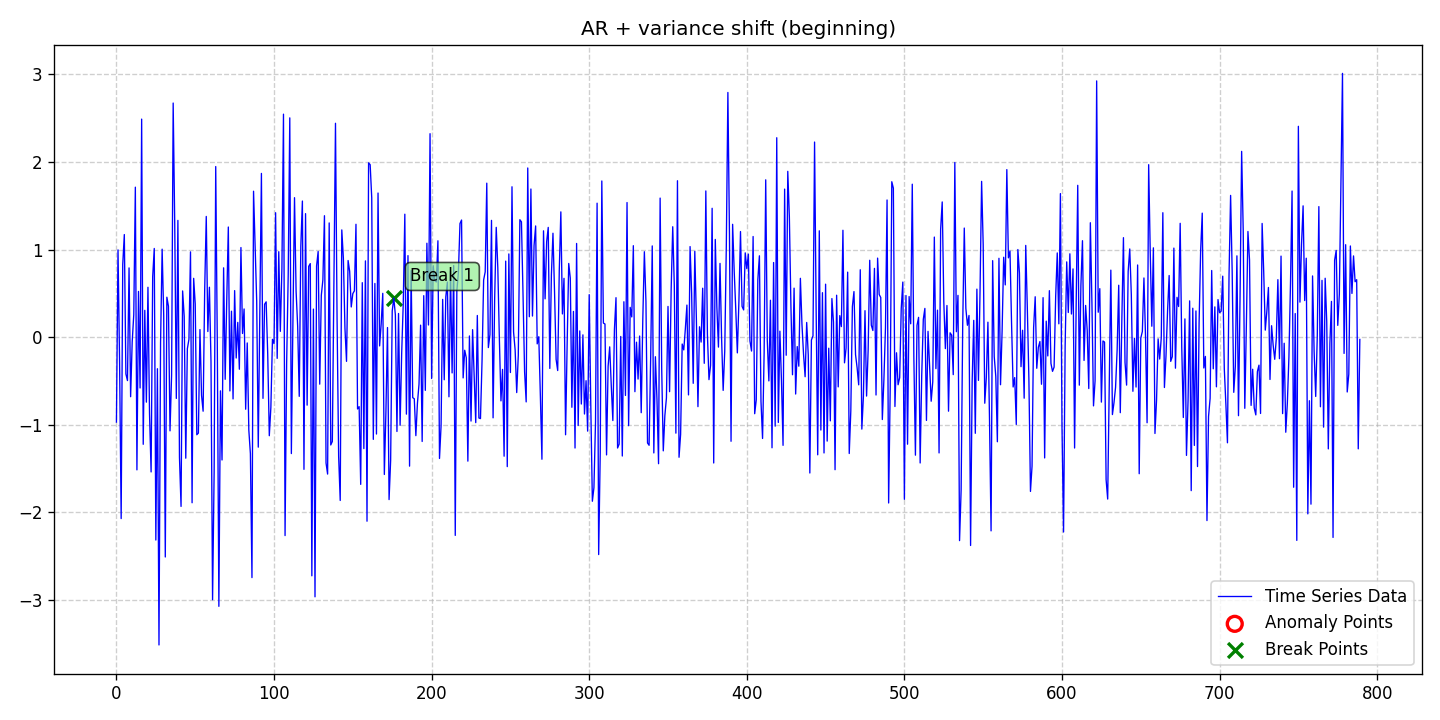 AR + variance shift (beginning)
3
2
1
0
−1
−2
−3
Break 1
Time Series Data
Anomaly Points
Break Points
0 100 200 300 400 500 600 700 800